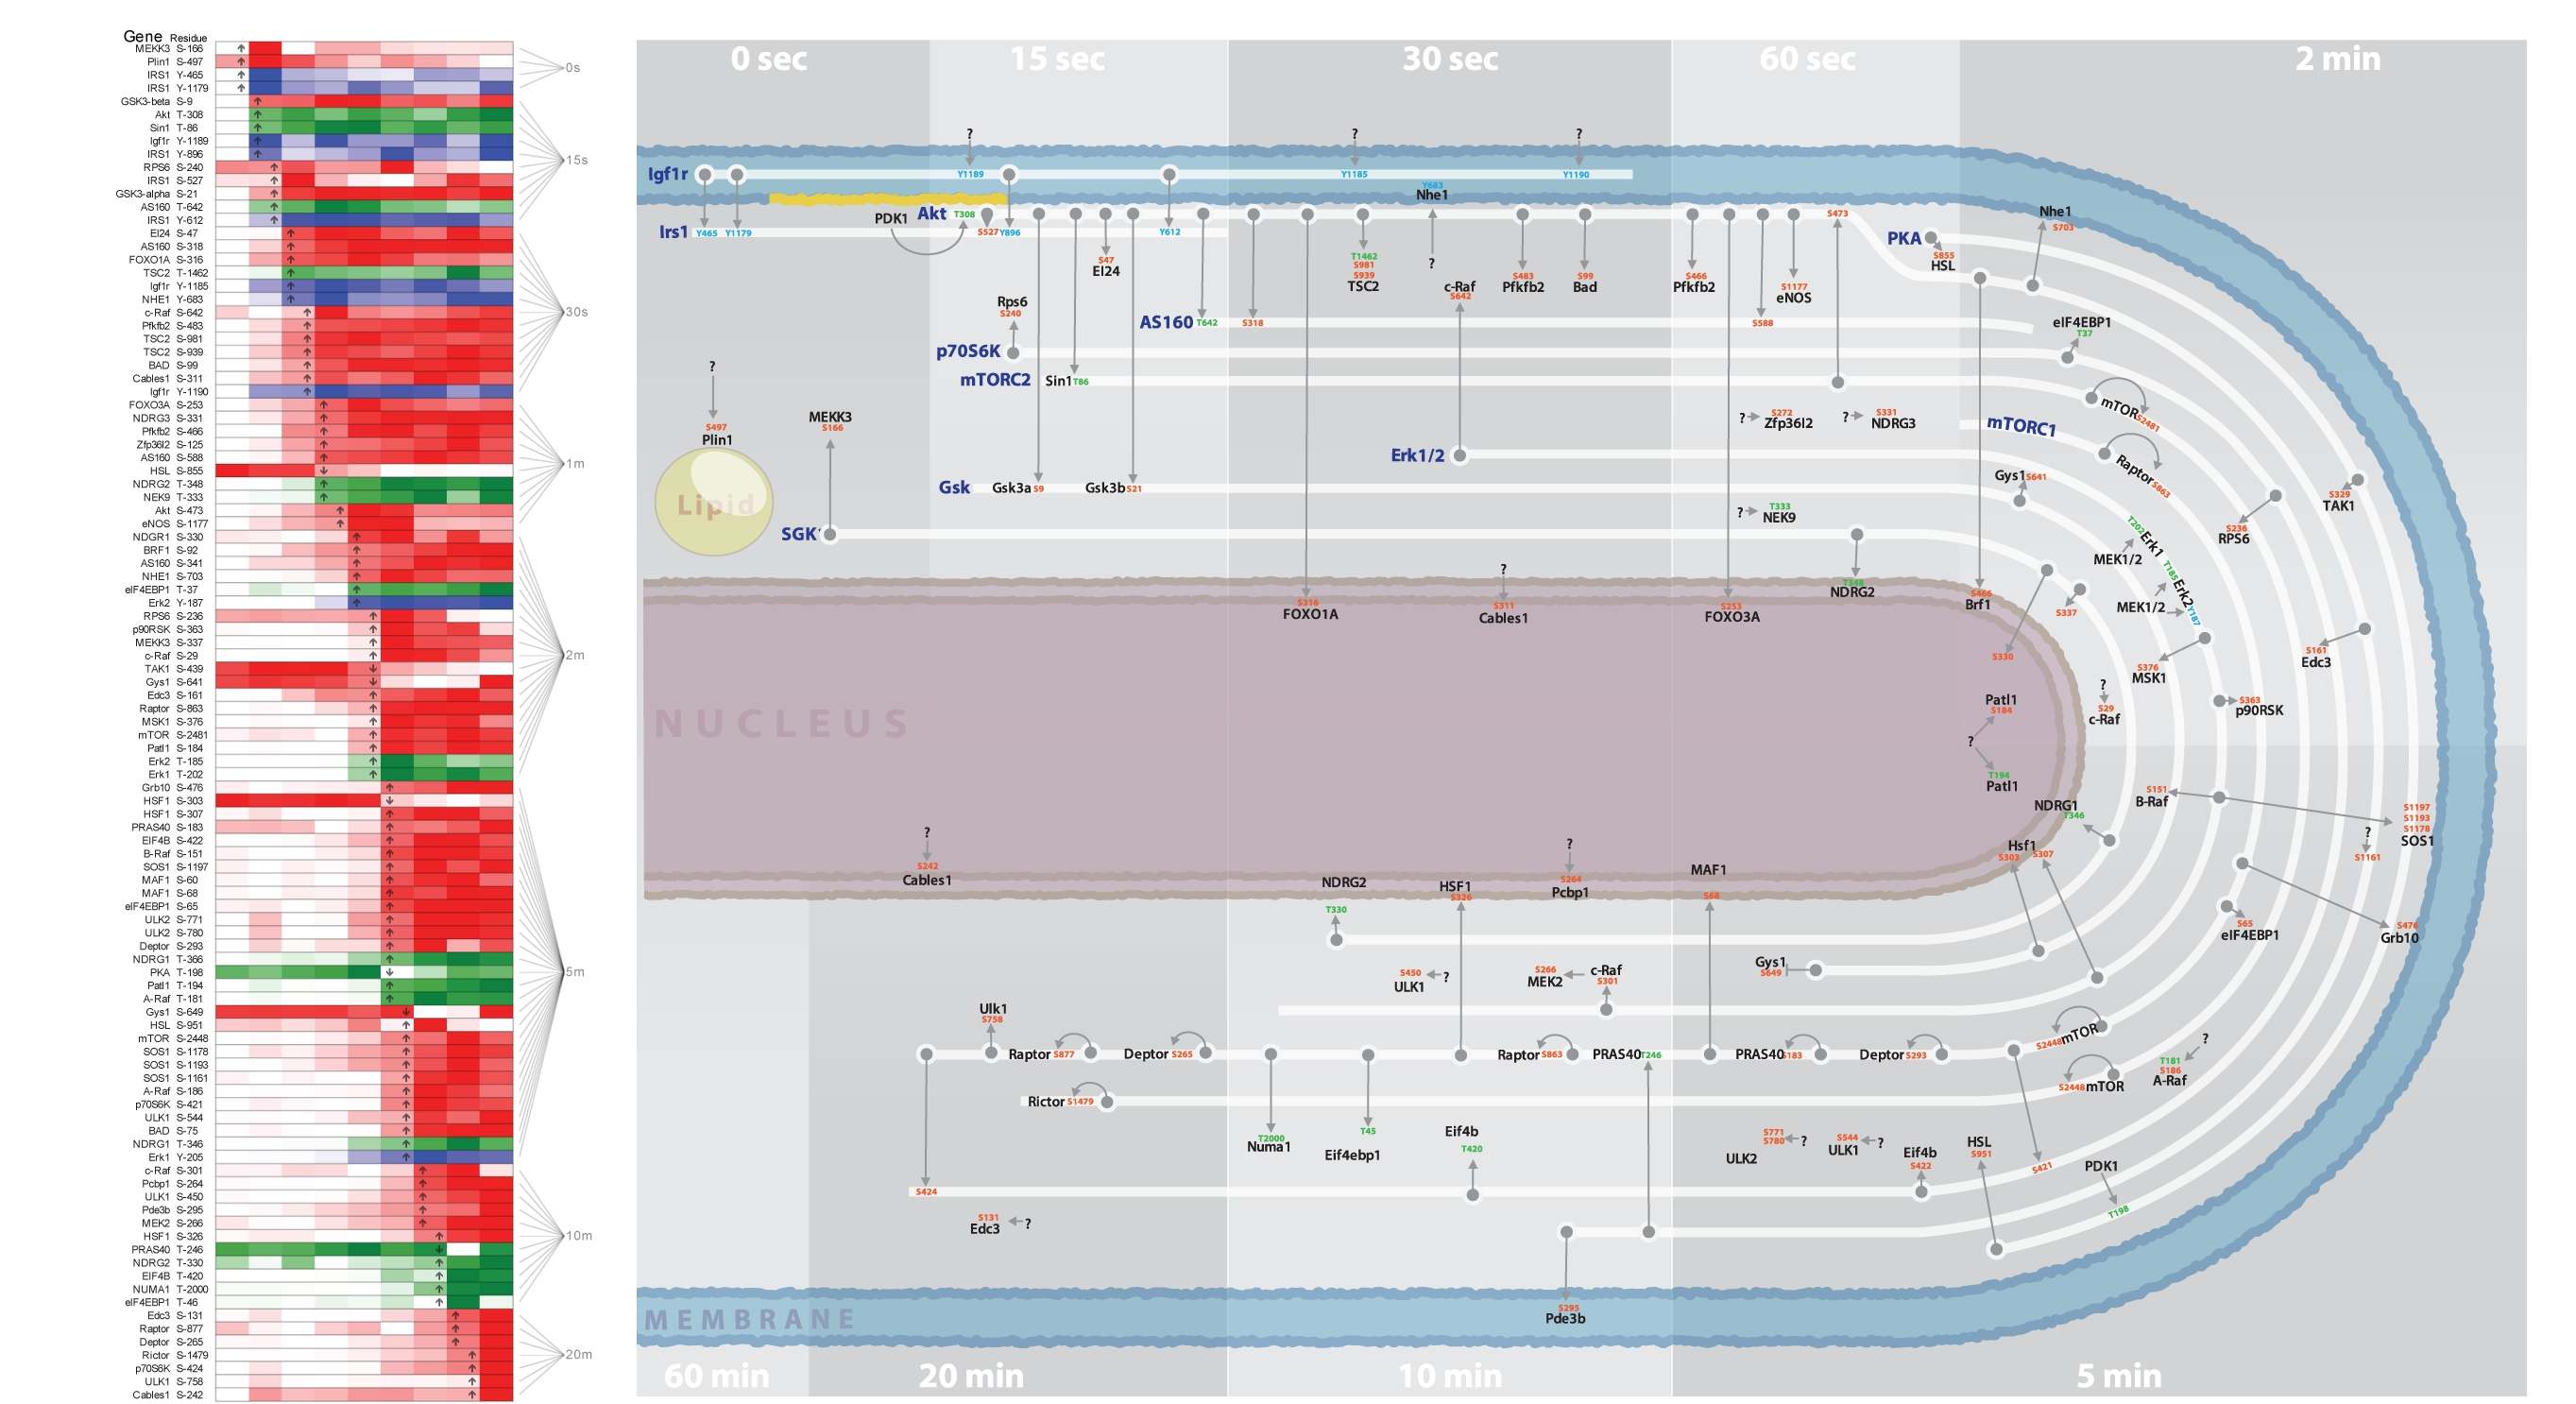 Gene Residue
MEKK3 S-166
Plin1 S-497
IRS1 Y-465
IRS1 Y-1179
GSK3-beta S-9
Akt T-308
Sin1 T-86
Igf1r Y-1189
IRS1 Y-896
RPS6 S-240
IRS1 S-527
GSK3-alpha S-21
AS160 T-642
IRS1 Y-612
EI24 S-47
AS160 S-318
FOXO1A S-316
TSC2 T-1462
Igf1r Y-1185
NHE1 Y-683
c-Raf S-642
Pfkfb2 S-483
TSC2 S-981
TSC2 S-939
BAD S-99
Cables1 S-311
Igf1r Y-1190
FOXO3A S-253
NDRG3 S-331
Pfkfb2 S-466
Zfp36l2 S-125
AS160 S-588
HSL S-855
NDRG2 T-348
NEK9 T-333
Akt S-473
eNOS S-1177
NDGR1 S-330
BRF1 S-92
AS160 S-341
NHE1 S-703
eIF4EBP1 T-37
Erk2 Y-187
RPS6 S-236
p90RSK S-363
MEKK3 S-337
c-Raf S-29
TAK1 S-439
Gys1 S-641
Edc3 S-161
Raptor S-863
MSK1 S-376
mTOR S-2481
Patl1 S-184
Erk2 T-185
Erk1 T-202
Grb10 S-476
HSF1 S-303
HSF1 S-307
PRAS40 S-183
EIF4B S-422
B-Raf S-151
SOS1 S-1197
MAF1 S-60
MAF1 S-68
eIF4EBP1 S-65
ULK2 S-771
ULK2 S-780
Deptor S-293
NDRG1 T-366
PKA T-198
Patl1 T-194
A-Raf T-181
Gys1 S-649
HSL S-951
mTOR S-2448
SOS1 S-1178
SOS1 S-1193
SOS1 S-1161
A-Raf S-186
p70S6K S-421
ULK1 S-544
BAD S-75
NDRG1 T-346
Erk1 Y-205
c-Raf S-301
Pcbp1 S-264
ULK1 S-450
Pde3b S-295
MEK2 S-266
HSF1 S-326
PRAS40 T-246
NDRG2 T-330
EIF4B T-420
NUMA1 T-2000
eIF4EBP1 T-46
Edc3 S-131
Raptor S-877
Deptor S-265
Rictor S-1479
p70S6K S-424
ULK1 S-758
Cables1 S-242
0s
15s
30s
1m
2m
5m
10m
20m
0 sec 15 sec 30 sec 60 sec 2 min
? ? ?
Igf1r Y1189 Y1185 Y1190
Y683
Nhe1
PDK1 Akt T308 S473
Irs1 Y465 Y1179 S527 Y896 Y612
Nhe1
S703
PKA S855
HSL
S47
EI24
T1462
S981
S939
TSC2
?
c-Raf
S642
S483
Pfkfb2
S99
Bad
S466
Pfkfb2
S1177
eNOS
Rps6
S240
AS160 T642 S318 S588
eIF4EBP1
T37
p70S6K
mTORC2 Sin1 T86
?
S497
Plin1
MEKK3
S166
? S272
Zfp36l2
? S331
NDRG3
mTORC1
mTOR S2481
Raptor S863
Erk1/2
Gsk Gsk3a S9 Gsk3b S21
Gys1 S641
S329
TAK1
Lipid
SGK
? T333
NEK9
S236
RPS6
T202 Erk1
MEK1/2
T185 Erk2 Y187
MEK1/2
S316
FOXO1A
?
S311
Cables1
S253
FOXO3A
T348
NDRG2
S466
Brf1
S337
S330
S376
MSK1
S161
Edc3
?
S29
c-Raf
S363
p90RSK
NUCLEUS
Patl1
S184
?
T194
Patl1
NDRG1
T346
S151
B-Raf
S1197
S1193
S1178
SOS1
?
S1161
Hsf1
S303 S307
?
S242
Cables1
?
S264
Pcbp1
NDRG2
T330
HSF1
S326
MAF1
S68
S65
eIF4EBP1
S476
Grb10
S450
ULK1 ?
S266
MEK2
c-Raf
S301
Gys1
S649
Ulk1
S758
Raptor S877 Deptor S265 Raptor S863 PRAS40 T246 PRAS40 S183 Deptor S293
S2448 mTOR
S2448 mTOR
?
T181
S186
A-Raf
Rictor S1479
T2000
Numa1
T45
Eif4ebp1
Eif4b
T420
S771
S780 ?
ULK2
S544
ULK1 ?
Eif4b
S422
HSL
S951
S421
PDK1
T198
S424
S131
Edc3 ?
S295
Pde3b
MEMBRANE
60 min 20 min 10 min 5 min